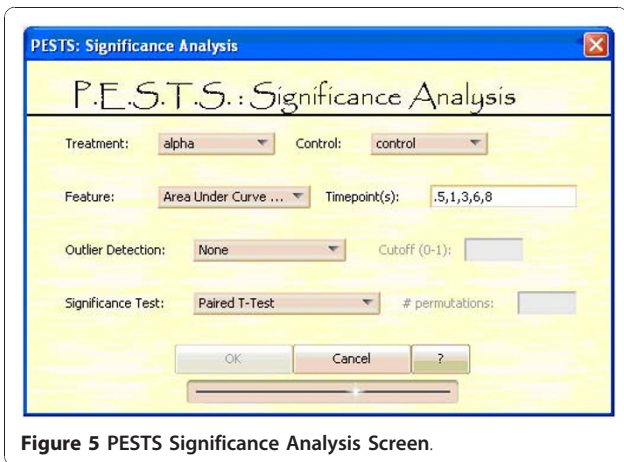 PESTS: Significance Analysis
P.E.S.T.S. : Significance Analysis
Treatment: alpha Control: control
Feature: Area Under Curve ... Timepoint(s): .5,1,3,6,8
Outlier Detection: None Cutoff (0-1):
Significance Test: Paired T-Test # permutations:
OK Cancel ?
Figure 5 PESTS Significance Analysis Screen.